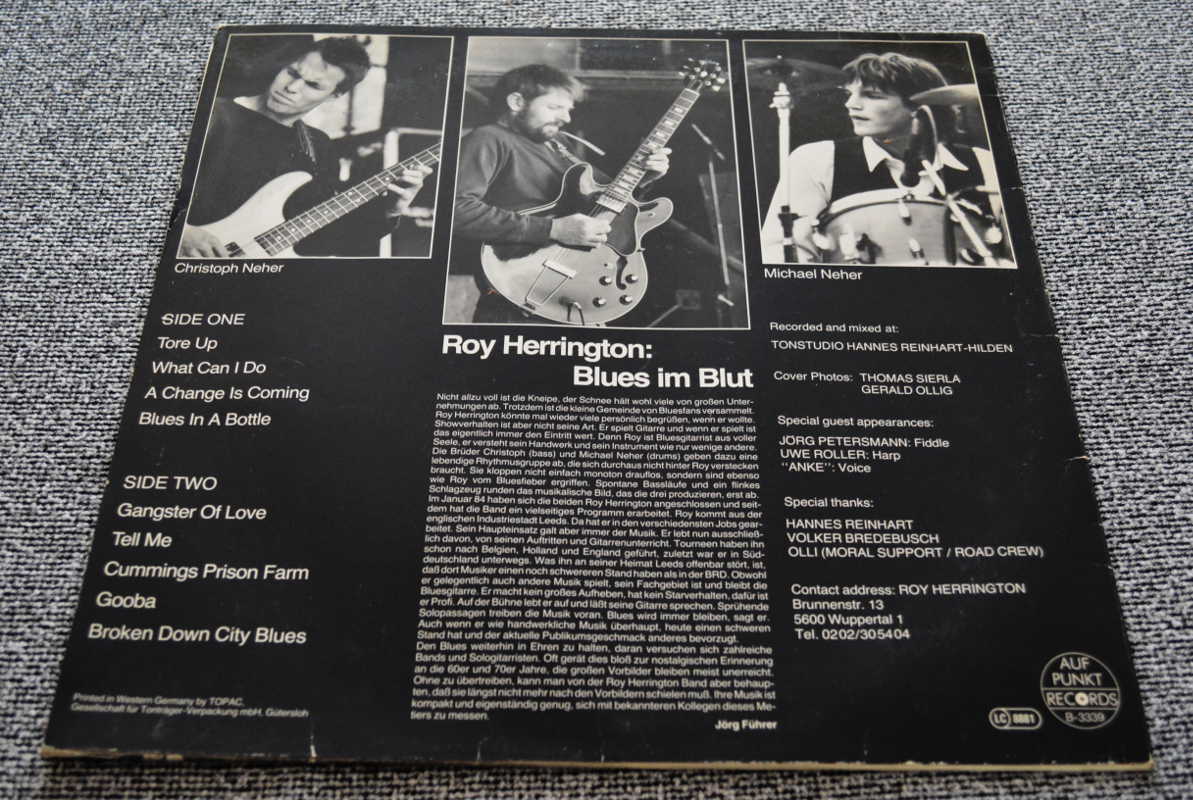 Christoph Neher
Michael Neher
SIDE ONE
Tore Up
What Can I Do
A Change Is Coming
Blues In A Bottle
SIDE TWO
Gangster Of Love
Tell Me
Cummings Prison Farm
Gooba
Broken Down City Blues
Printed in Western Germany by TOPAC,
Gesellschaft für Tonträger-Verpackung mbH, Gütersloh
Roy Herrington:
Blues im Blut
Nicht allzu voll ist die Kneipe, der Schnee hält wohl viele von großen Unter-
nehmungen ab. Trotzdem ist die kleine Gemeinde von Bluesfans versammelt.
Roy Herrington könnte mal wieder viele persönlich begrüßen, wenn er wollte.
Showverhalten ist aber nicht seine Art. Er spielt Gitarre und wenn er spielt ist
das eigentlich immer den Eintritt wert. Denn Roy ist Bluesgitarrist aus voller
Seele, er versteht sein Handwerk und sein Instrument wie nur wenige andere.
Die Brüder Christoph (bass) und Michael Neher (drums) geben dazu eine
lebendige Rhythmusgruppe ab, die sich durchaus nicht hinter Roy verstecken
braucht. Sie kloppen nicht einfach monoton drauflos, sondern sind ebenso
wie Roy vom Bluesfieber ergriffen. Spontane Bassläufe und ein flinkes
Schlagzeug runden das musikalische Bild, das die drei produzieren, erst ab.
Im Januar 84 haben sich die beiden Roy Herrington angeschlossen und seit-
dem hat die Band ein vielseitiges Programm erarbeitet. Roy kommt aus der
englischen Industriestadt Leeds. Da hat er in den verschiedensten Jobs gear-
beitet. Sein Haupteinsatz galt aber immer der Musik. Er lebt nun ausschließ-
lich davon, von seinen Auftritten und Gitarrenunterricht. Tourneen haben ihn
schon nach Belgien, Holland und England geführt, zuletzt war er in Süd-
deutschland unterwegs. Was ihn an seiner Heimat Leeds offenbar stört, ist,
daß dort Musiker einen noch schwereren Stand haben als in der BRD. Obwohl
er gelegentlich auch andere Musik spielt, sein Fachgebiet ist und bleibt die
Bluesgitarre. Er macht kein großes Aufheben, hat kein Starverhalten, dafür ist
er Profi. Auf der Bühne lebt er auf und läßt seine Gitarre sprechen. Sprühende
Solopassagen treiben die Musik voran. Blues wird immer bleiben, sagt er.
Auch wenn er wie handwerkliche Musik überhaupt, heute einen schweren
Stand hat und der aktuelle Publikumsgeschmack anderes bevorzugt.
Den Blues weiterhin in Ehren zu halten, daran versuchen sich zahlreiche
Bands und Sologitarristen. Oft gerät dies bloß zur nostalgischen Erinnerung
an die 60er und 70er Jahre, die großen Vorbilder bleiben meist unerreicht.
Ohne zu übertreiben, kann man von der Roy Herrington Band aber behaup-
ten, daß sie längst nicht mehr nach den Vorbildern schielen muß. Ihre Musik ist
kompakt und eigenständig genug, sich mit bekannteren Kollegen dieses Me-
tiers zu messen.
Jörg Führer
Recorded and mixed at:
TONSTUDIO HANNES REINHART-HILDEN
Cover Photos: THOMAS SIERLA
GERALD OLLIG
Special guest appearances:
JÖRG PETERSMANN: Fiddle
UWE ROLLER: Harp
“ANKE”: Voice
Special thanks:
HANNES REINHART
VOLKER BREDEBUSCH
OLLI (MORAL SUPPORT / ROAD CREW)
Contact address: ROY HERRINGTON
Brunnenstr. 13
5600 Wuppertal 1
Tel. 0202/305404
LC 8881
AUF
PUNKT
RECORDS
B-3339